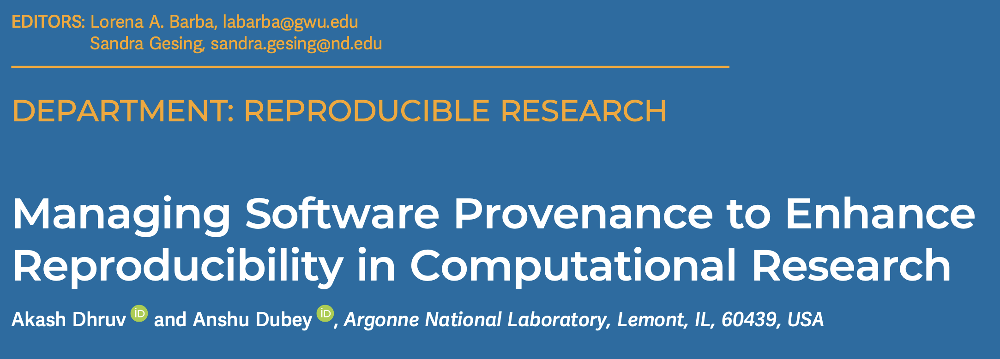 EDITORS: Lorena A. Barba, labarba@gwu.edu
Sandra Gesing, sandra.gesing@nd.edu
DEPARTMENT: REPRODUCIBLE RESEARCH
Managing Software Provenance to Enhance
Reproducibility in Computational Research
Akash Dhruv iD and Anshu Dubey iD, Argonne National Laboratory, Lemont, IL, 60439, USA